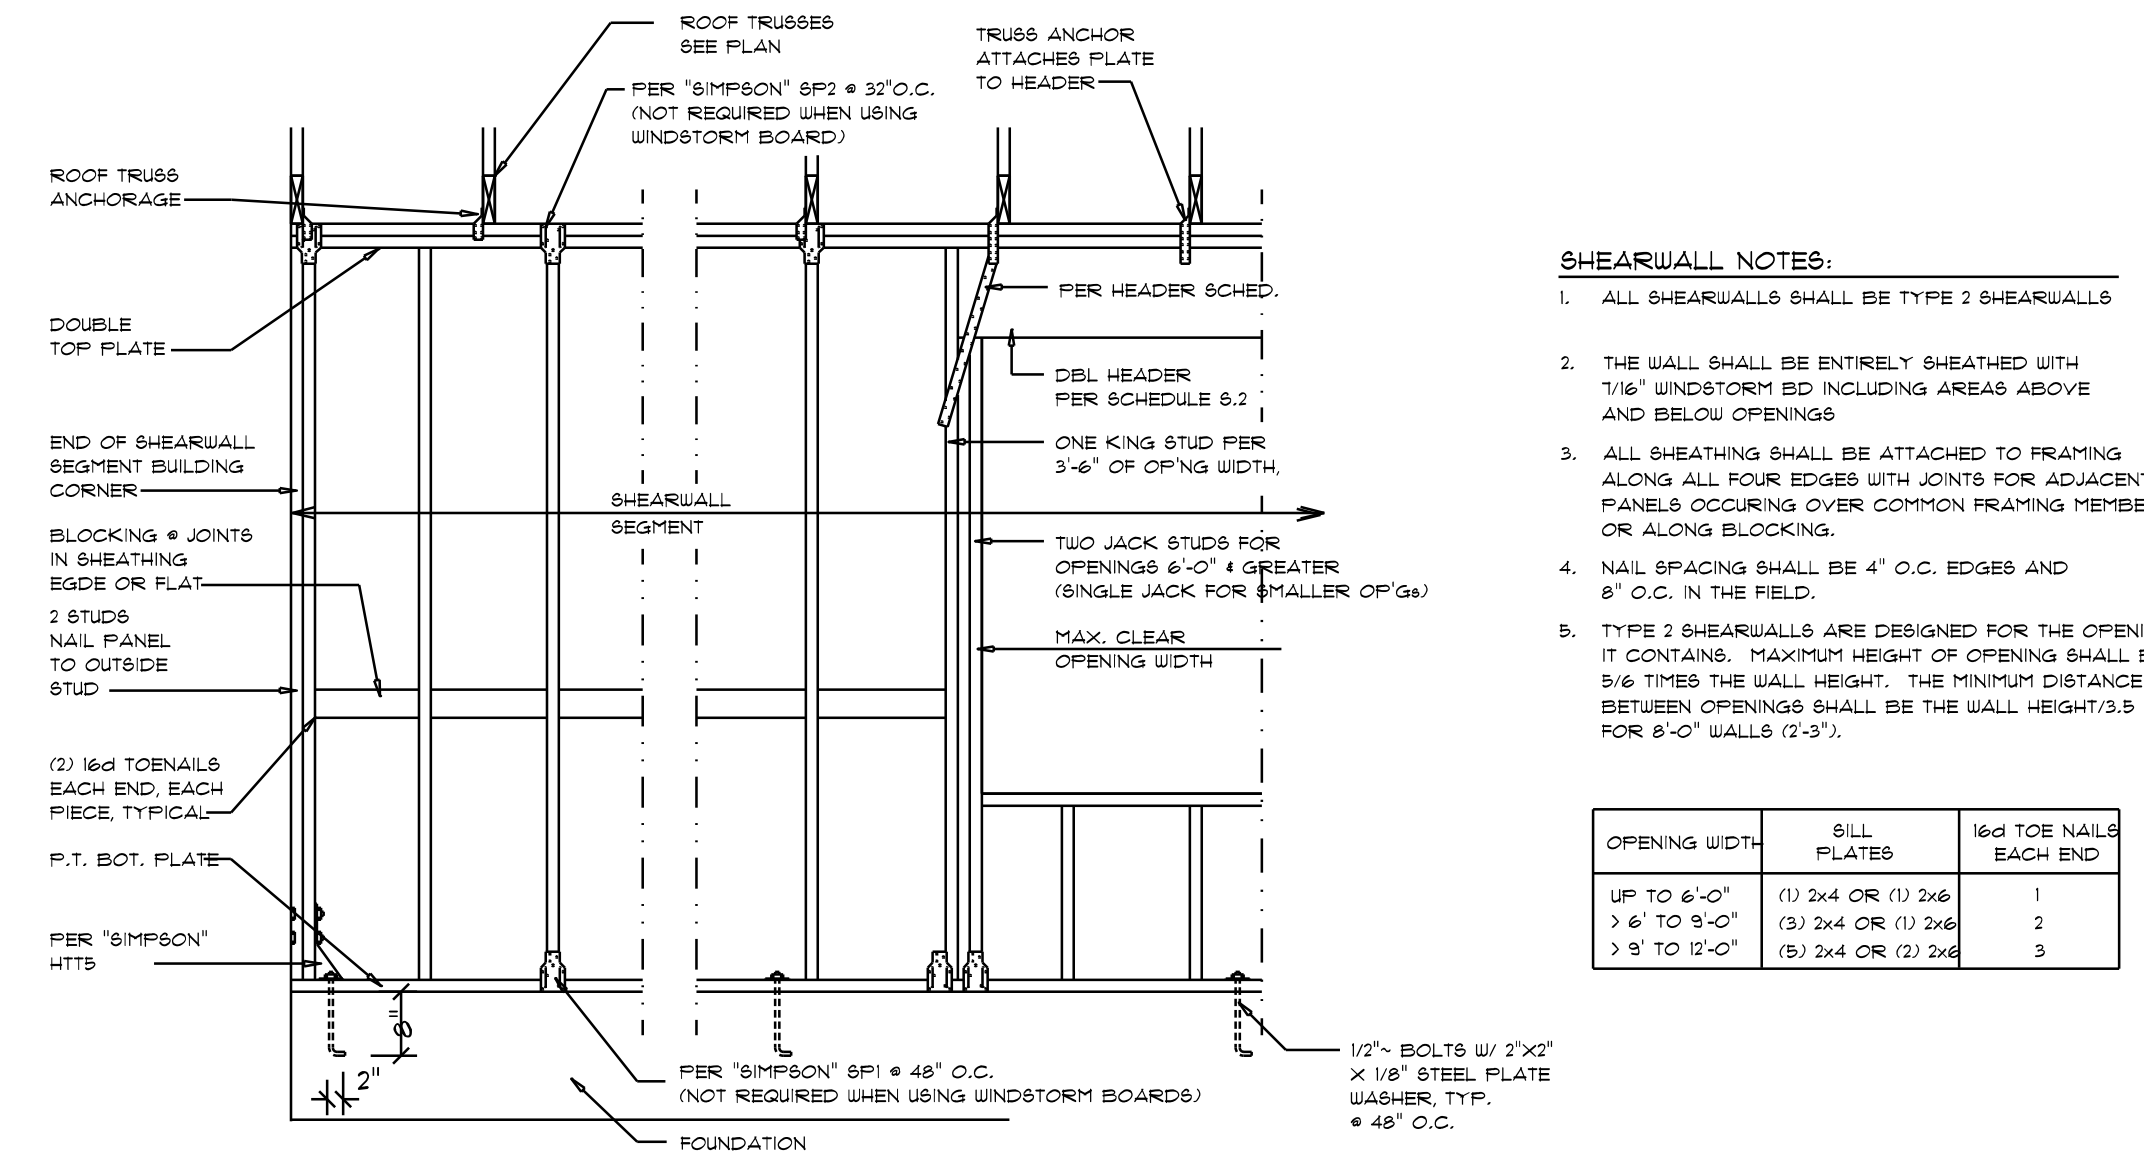 ROOF TRUSSES
SEE PLAN
TRUSS ANCHOR
ATTACHES PLATE
TO HEADER
PER "SIMPSON" SP2 @ 32"O.C.
(NOT REQUIRED WHEN USING
WINDSTORM BOARD)
ROOF TRUSS
ANCHORAGE
DOUBLE
TOP PLATE
END OF SHEARWALL
SEGMENT BUILDING
CORNER
BLOCKING @ JOINTS
IN SHEATHING
EGDE OR FLAT
2 STUDS
NAIL PANEL
TO OUTSIDE
STUD
(2) 16d TOENAILS
EACH END, EACH
PIECE, TYPICAL
P.T. BOT. PLATE
PER "SIMPSON"
HTT5
SHEARWALL
SEGMENT
PER HEADER SCHED.
DBL HEADER
PER SCHEDULE S.2
ONE KING STUD PER
3'-6" OF OP'NG WIDTH,
TWO JACK STUDS FOR
OPENINGS 6'-0" & GREATER
(SINGLE JACK FOR SMALLER OP'Gs)
MAX. CLEAR
OPENING WIDTH
8"
2"
PER "SIMPSON" SP1 @ 48" O.C.
(NOT REQUIRED WHEN USING WINDSTORM BOARDS)
FOUNDATION
1/2"~ BOLTS W/ 2"X2"
X 1/8" STEEL PLATE
WASHER, TYP.
@ 48" O.C.
SHEARWALL NOTES:
1. ALL SHEARWALLS SHALL BE TYPE 2 SHEARWALLS
2. THE WALL SHALL BE ENTIRELY SHEATHED WITH
7/16" WINDSTORM BD INCLUDING AREAS ABOVE
AND BELOW OPENINGS
3. ALL SHEATHING SHALL BE ATTACHED TO FRAMING
ALONG ALL FOUR EDGES WITH JOINTS FOR ADJACENT
PANELS OCCURING OVER COMMON FRAMING MEMBE
OR ALONG BLOCKING.
4. NAIL SPACING SHALL BE 4" O.C. EDGES AND
8" O.C. IN THE FIELD.
5. TYPE 2 SHEARWALLS ARE DESIGNED FOR THE OPENI
IT CONTAINS. MAXIMUM HEIGHT OF OPENING SHALL
5/6 TIMES THE WALL HEIGHT. THE MINIMUM DISTANCE
BETWEEN OPENINGS SHALL BE THE WALL HEIGHT/3.5
FOR 8'-0" WALLS (2'-3").
OPENING WIDTH SILL PLATES 16d TOE NAILS EACH END
UP TO 6'-0" (1) 2x4 OR (1) 2x6 1
> 6' TO 9'-0" (3) 2x4 OR (1) 2x6 2
> 9' TO 12'-0" (5) 2x4 OR (2) 2x6 3